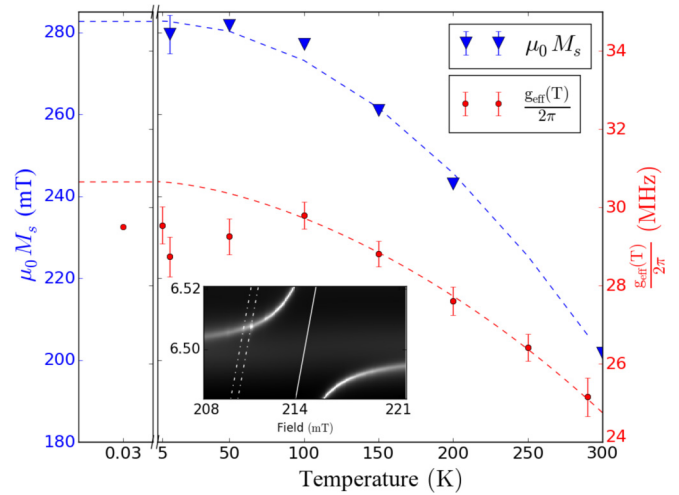 280
260
240
220
200
180
μ₀ Mₛ (mT)
μ₀ Mₛ
g_eff(T)
2π
34
32
30
28
26
24
g_eff(T)
2π
(MHz)
6.52
6.50
208
214
221
Field (mT)
0.03
5
50
100
150
200
250
300
Temperature (K)